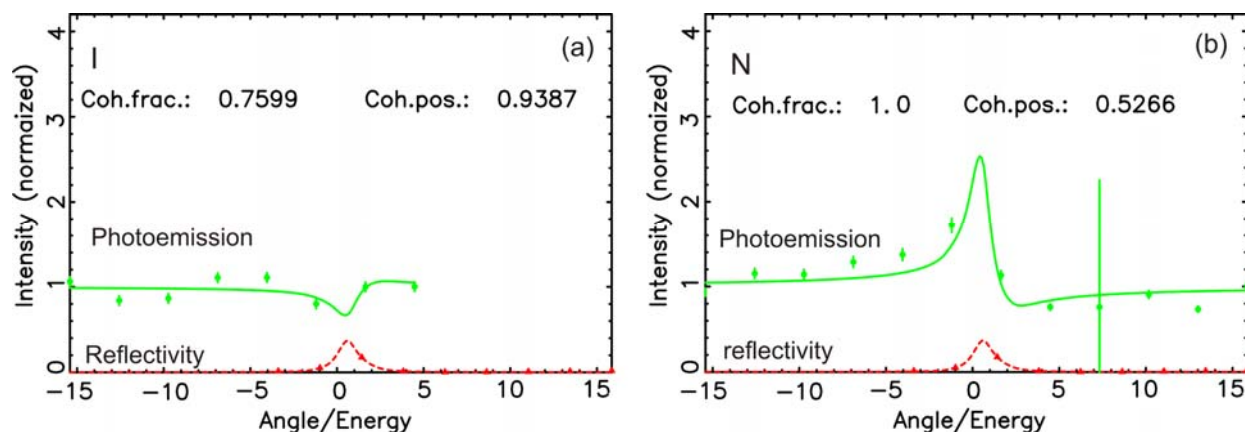 (a)
I
Coh.frac.: 0.7599 Coh.pos.: 0.9387
Photoemission
Reflectivity
Intensity (normaized)
0 1 2 3 4
-15 -10 -5 0 5 10 15
Angle/Energy
(b)
N
Coh.frac.: 1.0 Coh.pos.: 0.5266
Photoemission
reflectivity
Intensity (normaized)
0 1 2 3 4
-15 -10 -5 0 5 10 15
Angle/Energy